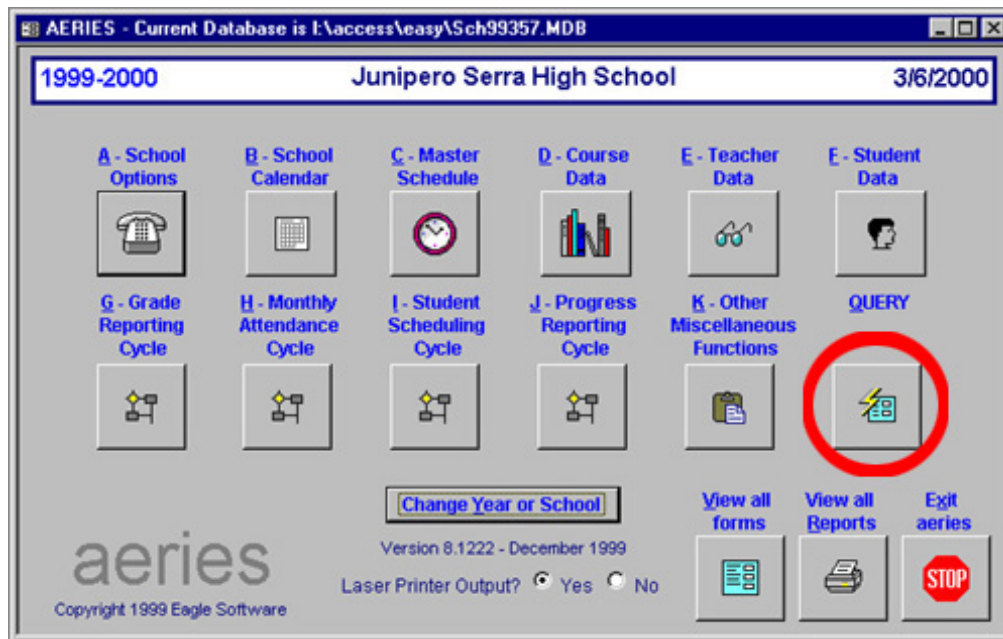 AERIES - Current Database is I:\access\easy\Sch99357.MDB
1999-2000 Junipero Serra High School 3/6/2000
A - School Options
B - School Calendar
C - Master Schedule
D - Course Data
E - Teacher Data
F - Student Data
G - Grade Reporting Cycle
H - Monthly Attendance Cycle
I - Student Scheduling Cycle
J - Progress Reporting Cycle
K - Other Miscellaneous Functions
QUERY
Change Year or School
View all forms
View all Reports
Exit aeries
aeries
Version 8.1222 - December 1999
Laser Printer Output? Yes No
STOP
Copyright 1999 Eagle Software